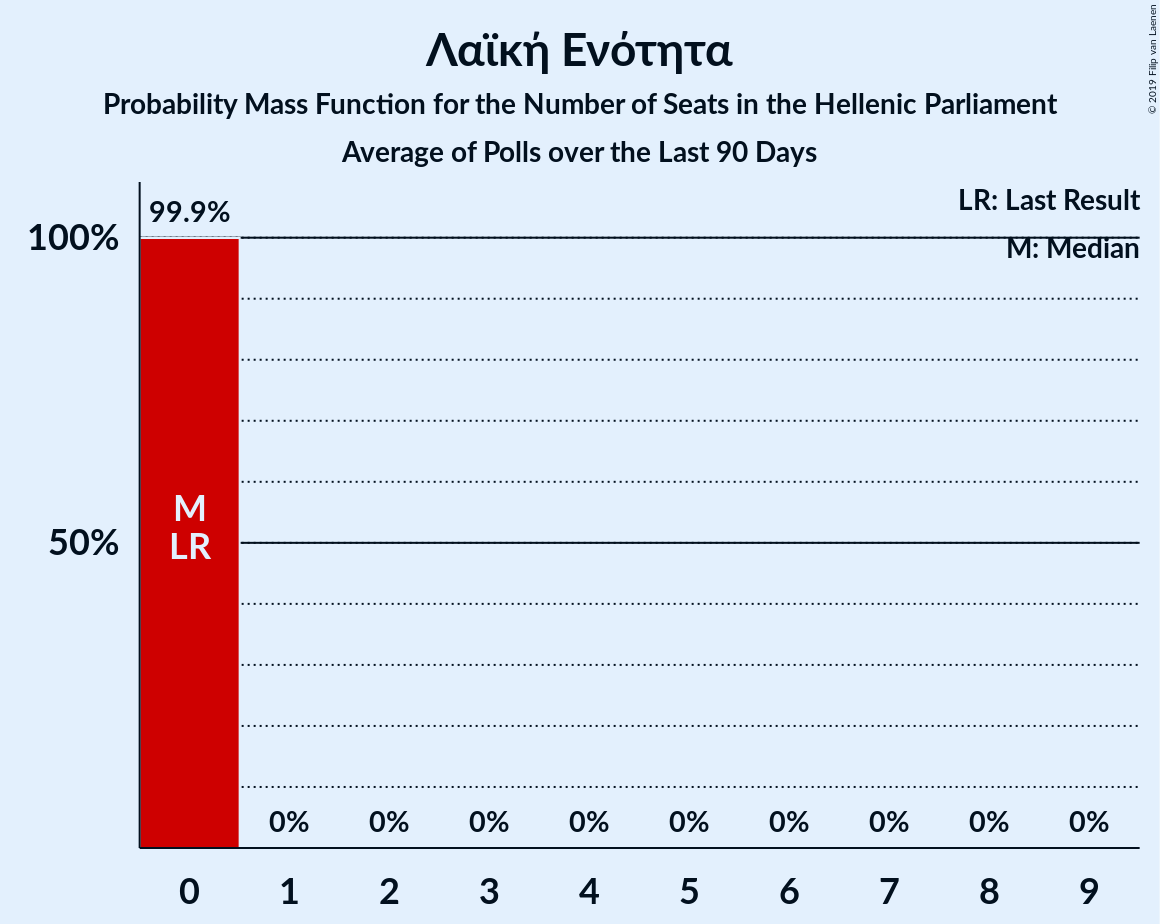 Λαϊκή Ενότητα
Probability Mass Function for the Number of Seats in the Hellenic Parliament
Average of Polls over the Last 90 Days
© 2019 Filip van Laenen
LR: Last Result
M: Median
99.9%
100%
50%
M
LR
0% 0% 0% 0% 0% 0% 0% 0% 0%
0 1 2 3 4 5 6 7 8 9